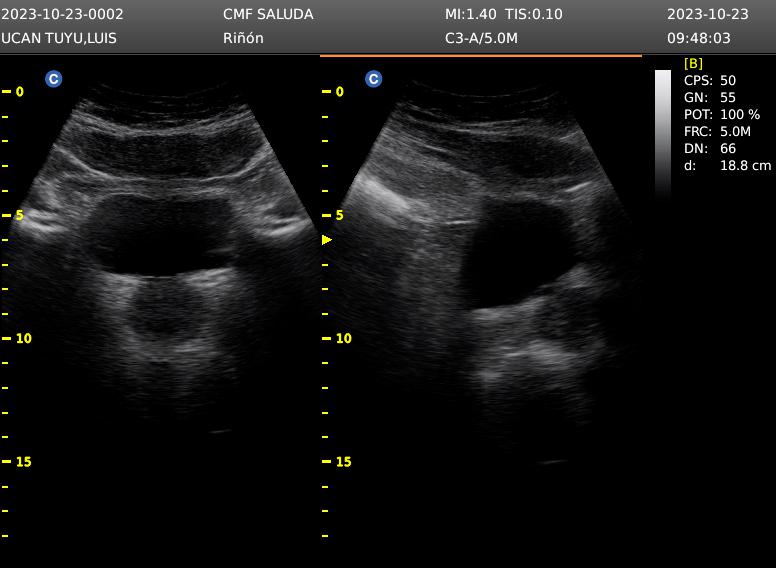 2023-10-23-0002 CMF SALUDA MI:1.40 TIS:0.10 2023-10-23
UCAN TUYU,LUIS Riñón C3-A/5.0M 09:48:03
C C
[B]
CPS: 50
GN: 55
POT: 100 %
FRC: 5.0M
DN: 66
d: 18.8 cm
0 0
5 5
10 10
15 15